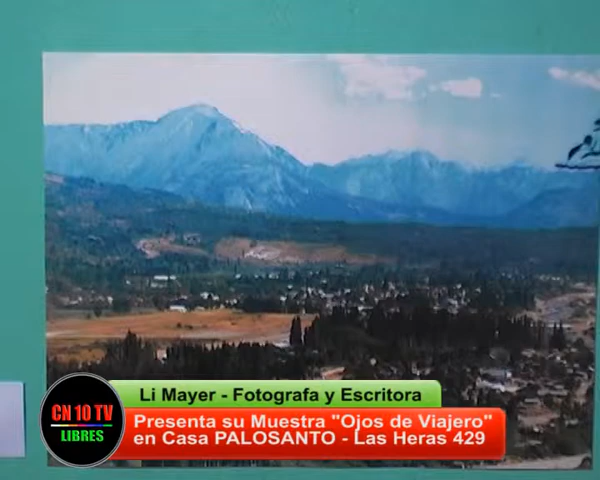 Li Mayer - Fotografa y Escritora
CN 10 TV
LIBRES
Presenta su Muestra "Ojos de Viajero"
en Casa PALOSANTO - Las Heras 429